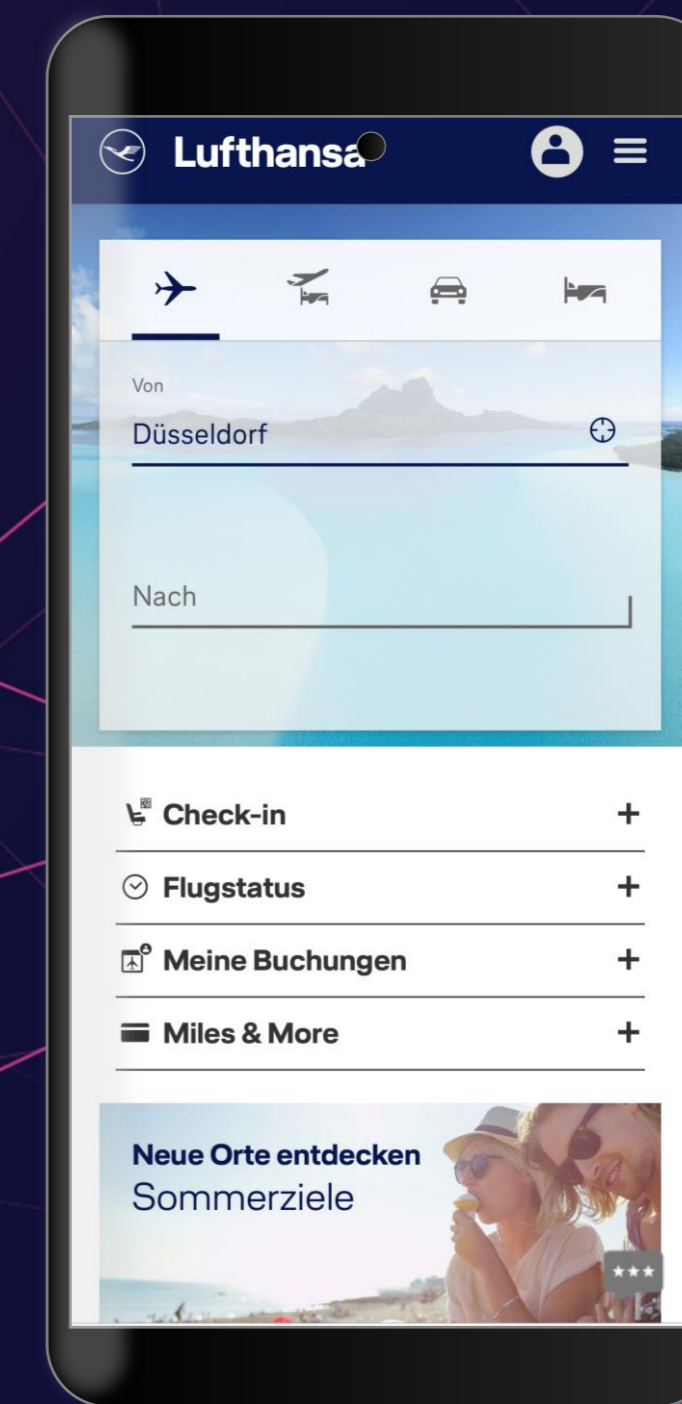 Lufthansa
Von
Düsseldorf
Nach
Check-in
Flugstatus
Meine Buchungen
Miles & More
Neue Orte entdecken
Sommerziele